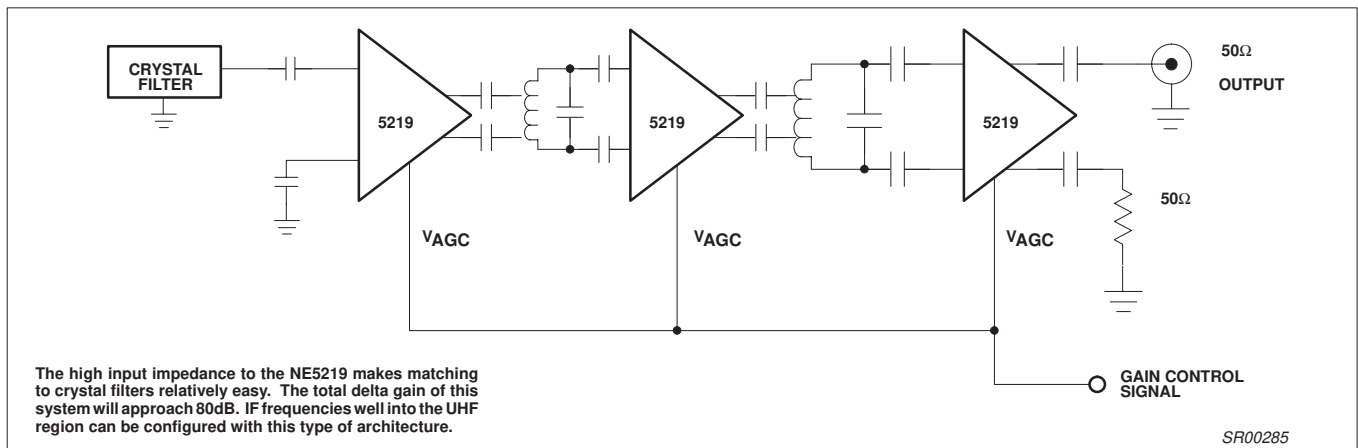 CRYSTAL
FILTER
5219
5219
5219
50Ω
OUTPUT
50Ω
VAGC
VAGC
VAGC
GAIN CONTROL
SIGNAL
The high input impedance to the NE5219 makes matching
to crystal filters relatively easy. The total delta gain of this
system will approach 80dB. IF frequencies well into the UHF
region can be configured with this type of architecture.
SR00285